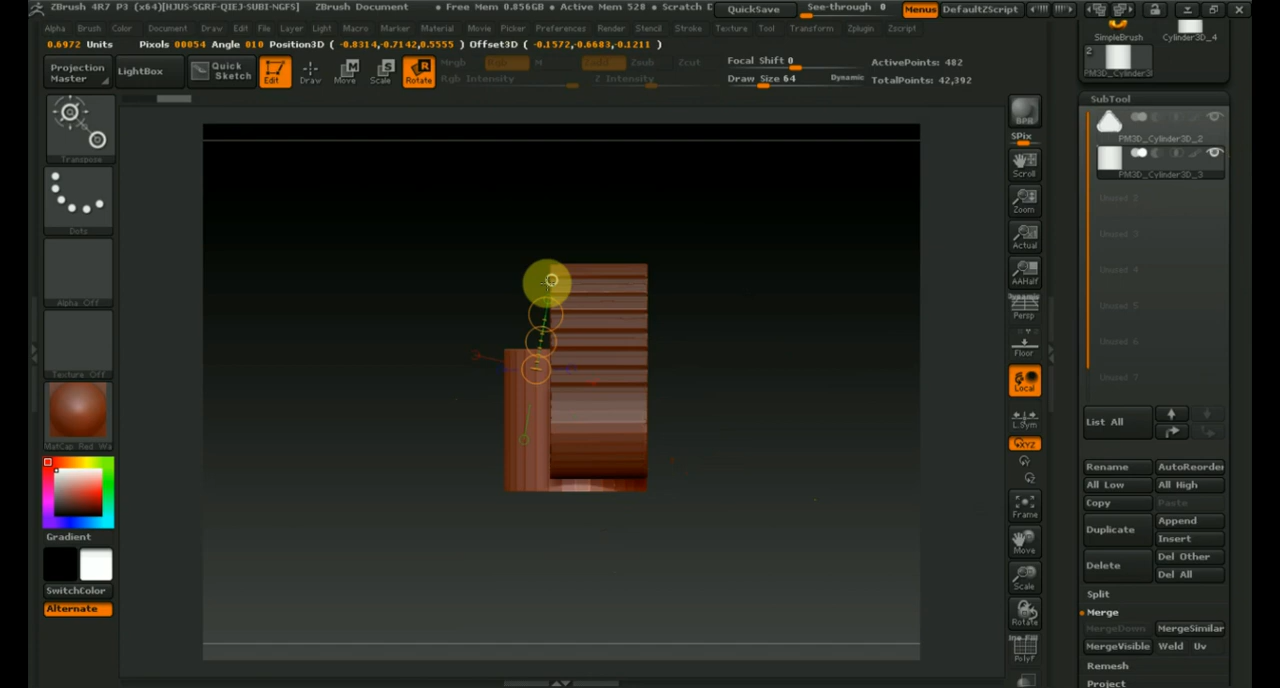 ZBrush 4R7 P3 (x64)[HJUS-SGRF-QIEJ-SUBI-NGFS] ZBrush Document • Free Mem 0.856GB • Active Mem 528 • Scratch D QuickSave See-through 0 Menus DefaultZScript
Alpha Brush Color Document Draw Edit File Layer Light Macro Marker Material Movie Picker Preferences Render Stencil Stroke Texture Tool Transform Zplugin Zscript
0.6972 Units Pixols 00054 Angle 010 Position3D (-0.8314,-0.7142,0.5555) Offset3D (-0.1572,-0.6683,-0.1211)
SimpleBrush Cylinder3D_4
Projection Master
LightBox
Quick Sketch
Edit
Draw
Move
Scale
Rotate
Mrgb Rgb M Zadd Zsub Zcut
Rgb Intensity Z Intensity
Focal Shift 0
Draw Size 64 Dynamic
ActivePoints: 482
TotalPoints: 42,392
2
Transpose
Dots
Alpha Off
Texture Off
MatCap Red Wa
Gradient
SwitchColor
Alternate
BPR
SPix
Scroll
Zoom
Actual
AAHalf
Dynamic
Persp
Floor
Local
L.Sym
XYZ
Frame
Move
Scale
Rotate
PolyF
SubTool
PM3D_Cylinder3D_2
PM3D_Cylinder3D_3
Unused 2
Unused 3
Unused 4
Unused 5
Unused 6
Unused 7
List All
Rename AutoReorder
All Low All High
Copy Paste
Duplicate
Append
Insert
Delete
Del Other
Del All
Split
Merge
MergeDown MergeSimilar
MergeVisible Weld Uv
Remesh
Project